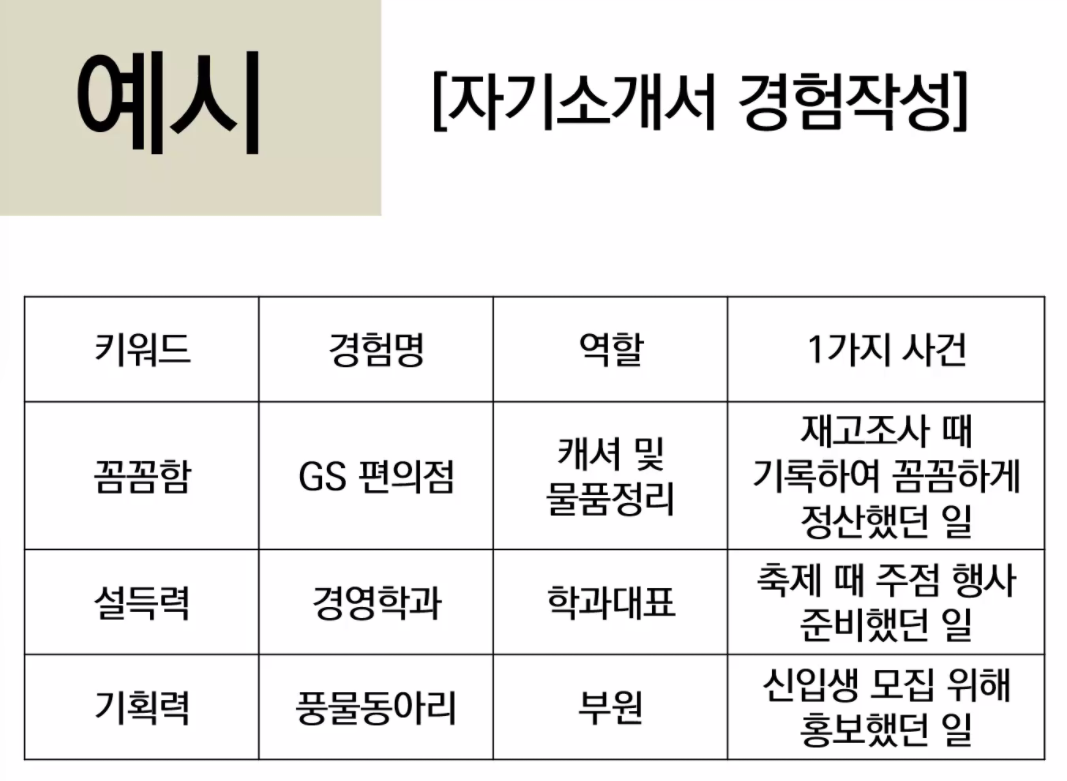 예시
[자기소개서 경험작성]
키워드 경험명 역할 1가지 사건
꼼꼼함 GS 편의점 캐셔 및
물품정리 재고조사 때
기록하여 꼼꼼하게
정산했던 일
설득력 경영학과 학과대표 축제 때 주점 행사
준비했던 일
기획력 풍물동아리 부원 신입생 모집 위해
홍보했던 일